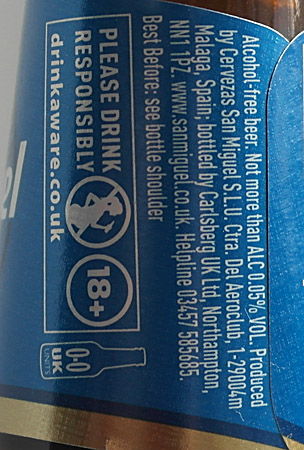 Alcohol-free beer. Not more than ALC 0.05% VOL. Produced
by Cervezas San Miguel S.L.U, Ctra. Del Aeroclub, 1-29004m
Malaga, Spain; bottled by Carlsberg UK Ltd, Northampton,
NN1 1PZ. www.sanmiguel.co.uk. Helpline 03457 585685.
Best Before: see bottle shoulder
PLEASE DRINK
RESPONSIBLY
drinkaware.co.uk
18+
0·0
UK
UNITS
el